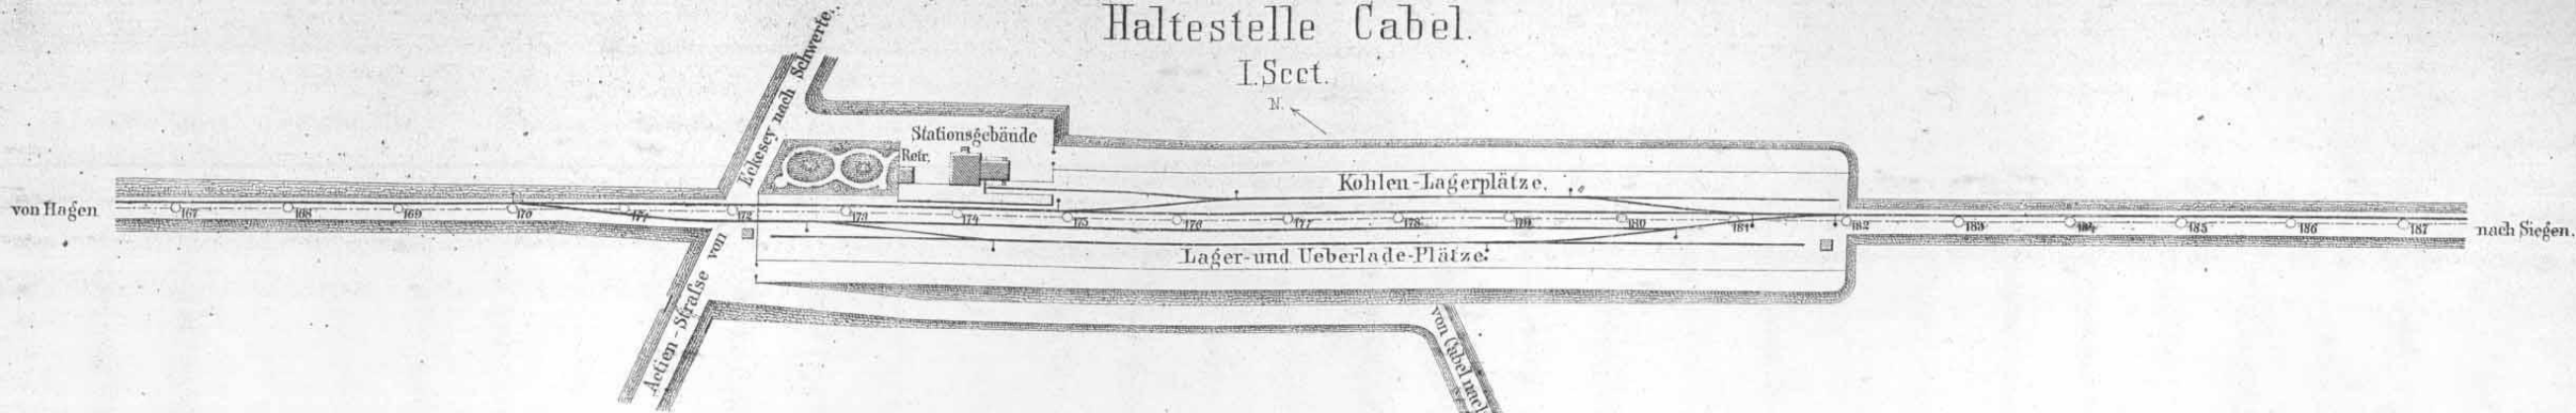 Haltestelle Cabel.
I. Sect.
N.
Actien-Straße von Eckesey nach Schwerte.
Stationsgebäude
Retr.
Kohlen-Lagerplätze.
von Hagen
167 168 169 170 171 172 173 174 175 176 177 178 179 180 181 182 183 184 185 186 187
nach Siegen.
Lager-und Ueberlade-Plätze.
von Cabel nach